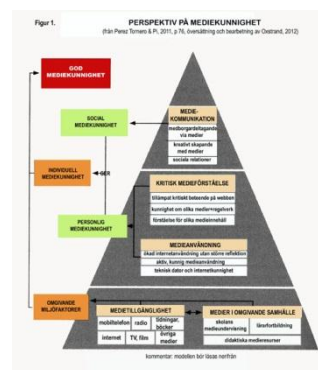 Figur 1.
PERSPEKTIV PÅ MEDIEKUNNIGHET
(från Perez Tornero & Pi, 2011, p 76, översättning och bearbetning av Oestrand, 2012)
GOD
MEDIEKUNNIGHET
SOCIAL
MEDIEKUNNIGHET
MEDIE-
KOMMUNIKATION
medborgardeltagande
via medier
kreativt skapande
med medier
sociala relationer
INDIVIDUELL
MEDIEKUNNIGHET
GER
KRITISK MEDIEFÖRSTÅELSE
tillämpat kritiskt beteende på webben
kunnighet om olika medier+regelverk
förståelse för olika medieinnehåll
PERSONLIG
MEDIEKUNNIGHET
MEDIEANVÄNDNING
ökad internetanvändning utan större reflektion
aktiv, kunnig medieanvändning
teknisk dator och internetkunnighet
OMGIVANDE
MILJÖFAKTORER
MEDIETILLGÄNGLIGHET
mobiltelefon
radio
tidningar,
böcker
internet
TV, film
övriga
medier
MEDIER I OMGIVANDE SAMHÄLLE
skolans
medieundervisning
lärarfortbildning
didaktiska medieresurser
kommentar: modellen bör läsas nerifrån